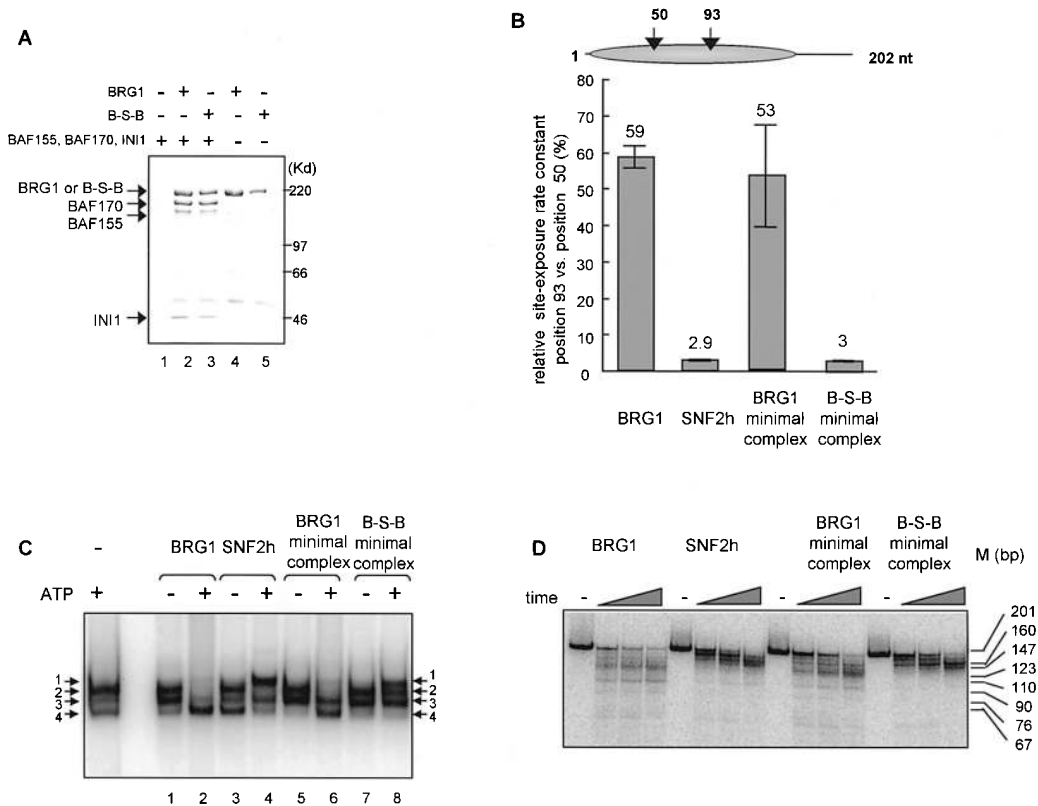 A
BRG1 - + - + -
B-S-B - - + - +
BAF155, BAF170, INI1 + + + - -
(Kd)
BRG1 or B-S-B
BAF170
BAF155
INI1
220
97
66
46
1 2 3 4 5
B
50 93
1
202 nt
relative site-exposure rate constant
position 93 vs. position 50 (%)
80
70
60
50
40
30
20
10
0
59
2.9
53
3
BRG1
SNF2h
BRG1
minimal
complex
B-S-B
minimal
complex
C
-
BRG1
SNF2h
BRG1
minimal
complex
B-S-B
minimal
complex
ATP + - + - + - + - +
1
2
3
4
1
2
3
4
1 2 3 4 5 6 7 8
D
BRG1
SNF2h
BRG1
minimal
complex
B-S-B
minimal
complex
M (bp)
time - - - -
201
160
147
123
110
90
76
67